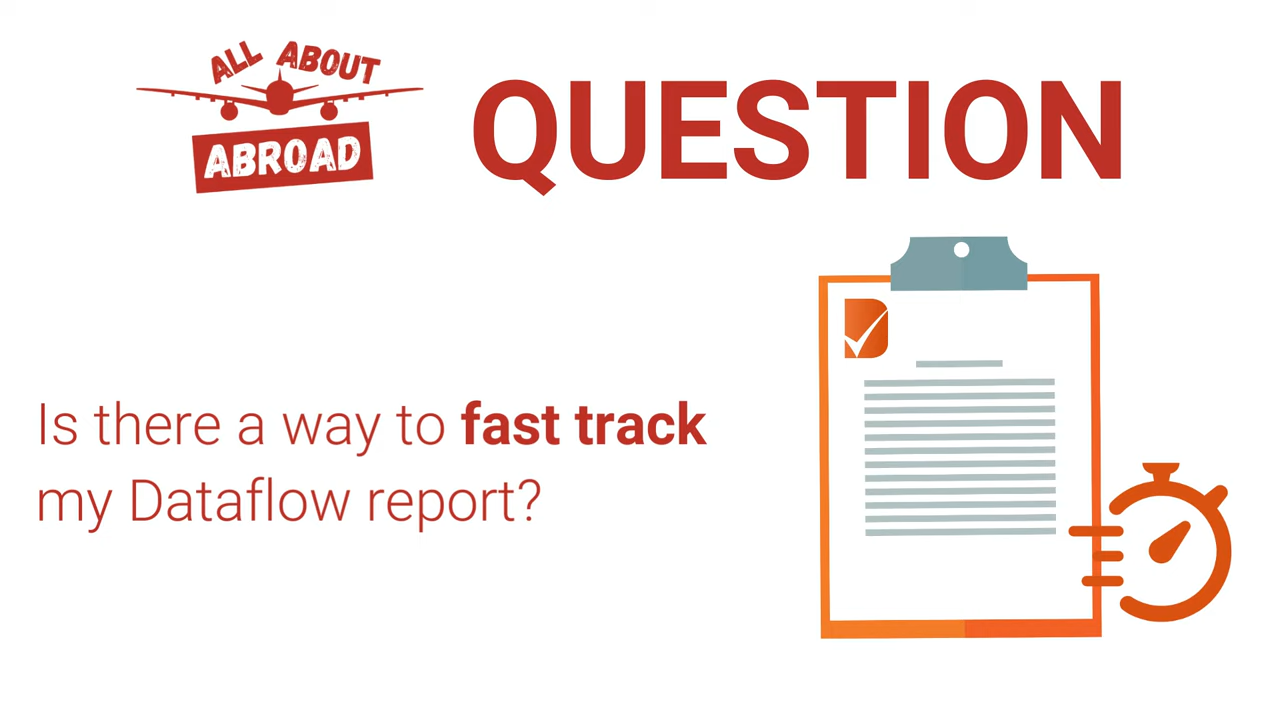 ALL ABOUT
ABROAD
QUESTION
Is there a way to fast track
my Dataflow report?